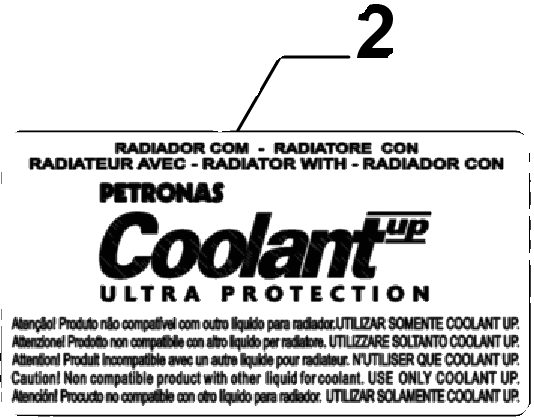 2
RADIADOR COM - RADIATORE CON
RADIATEUR AVEC - RADIATOR WITH - RADIADOR CON
PETRONAS
Coolant up
ULTRA PROTECTION
Atenção! Produto não compatível com outro líquido para radiador.UTILIZAR SOMENTE COOLANT UP.
Attenzione! Prodotto non compatibile con altro liquido per radiatore. UTILIZZARE SOLTANTO COOLANT UP.
Attention! Produit incompatible avec un autre liquide pour radiateur. N'UTILISER QUE COOLANT UP.
Caution! Non compatible product with other liquid for coolant. USE ONLY COOLANT UP.
Atención! Procucto no compatible con otro líquido para radiador. UTILIZAR SOLAMENTE COOLANT UP.